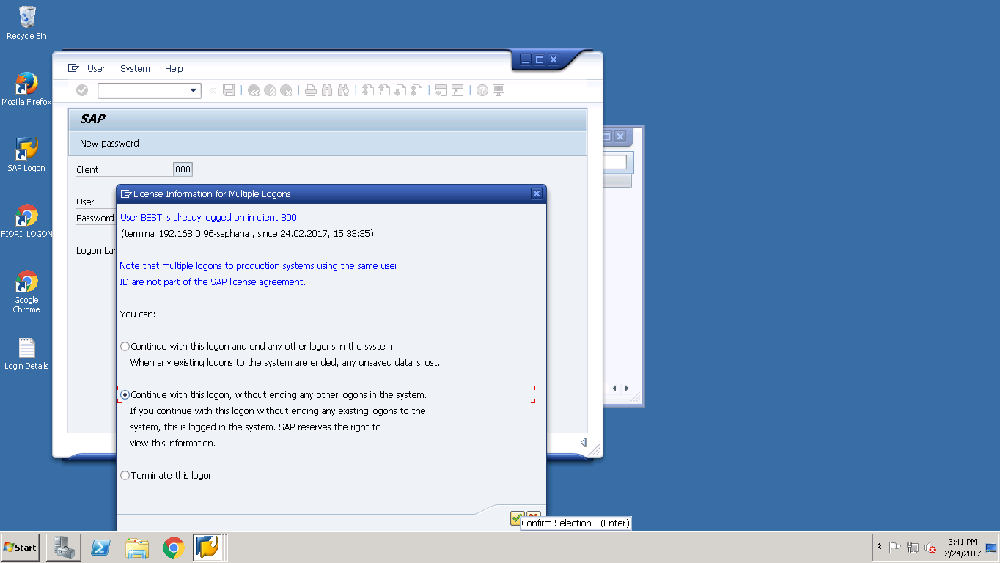 Recycle Bin
Mozilla Firefox
SAP Logon
FIORI_LOGON
Google
Chrome
Login Details
User System Help
SAP
New password
Client 800
User
Password
Logon Lan
License Information for Multiple Logons
User BEST is already logged on in client 800
(terminal 192.168.0.96-saphana , since 24.02.2017, 15:33:35)
Note that multiple logons to production systems using the same user
ID are not part of the SAP license agreement.
You can:
Continue with this logon and end any other logons in the system.
When any existing logons to the system are ended, any unsaved data is lost.
Continue with this logon, without ending any other logons in the system.
If you continue with this logon without ending any existing logons to the
system, this is logged in the system. SAP reserves the right to
view this information.
Terminate this logon
Confirm Selection (Enter)
Start
3:41 PM
2/24/2017